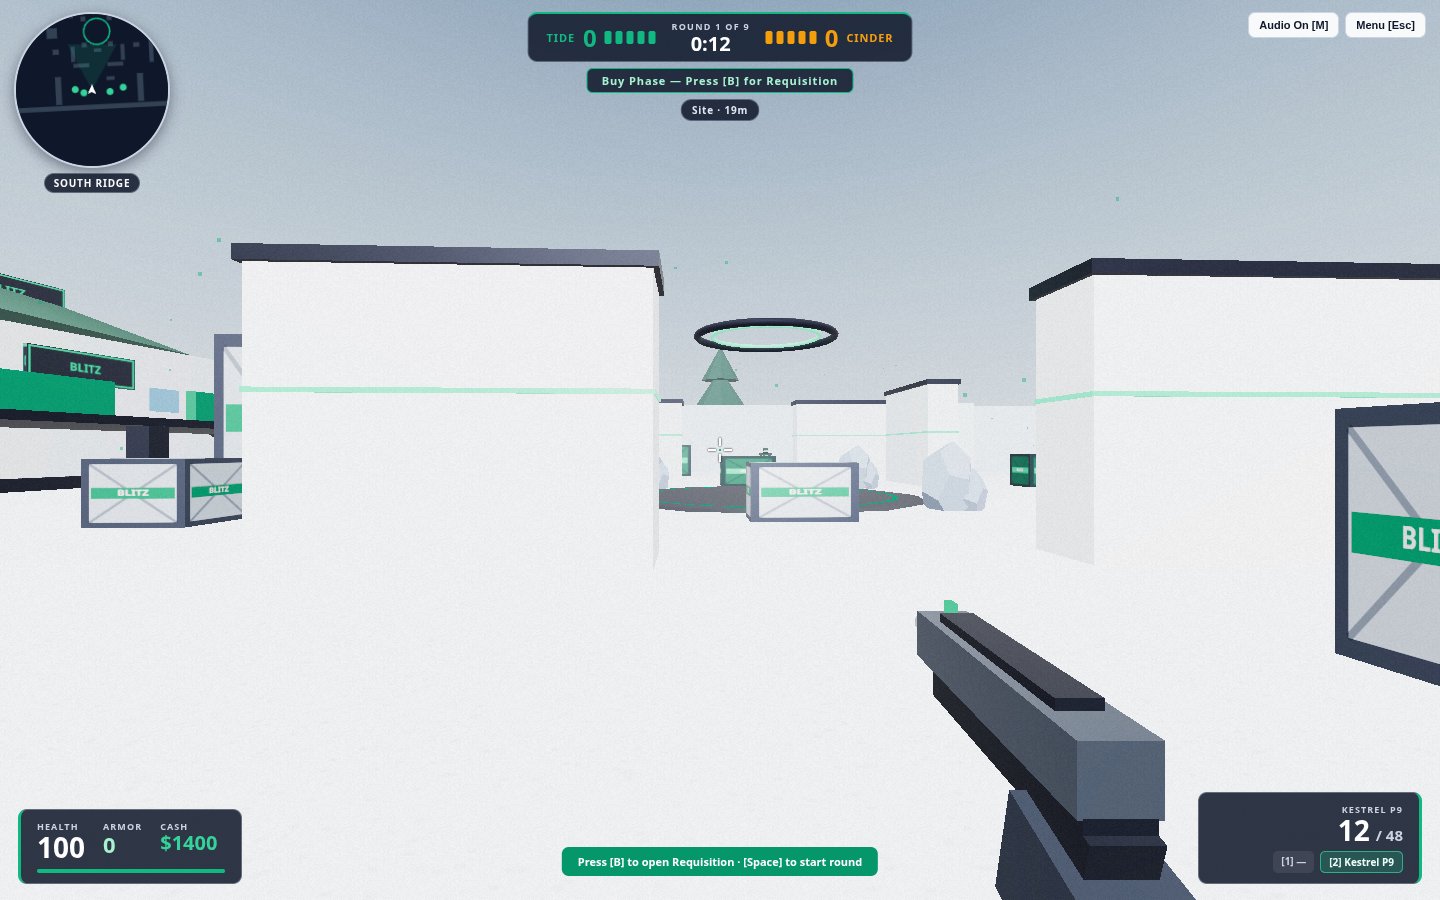 Audio On [M]
Menu [Esc]
TIDE 0
ROUND 1 OF 9
0:12
0 CINDER
Buy Phase — Press [B] for Requisition
Site · 19m
SOUTH RIDGE
BLITZ
BLITZ
BLITZ
BLITZ
HEALTH
100
ARMOR
0
CASH
$1400
Press [B] to open Requisition · [Space] to start round
KESTREL P9
12 / 48
[1] —
[2] Kestrel P9